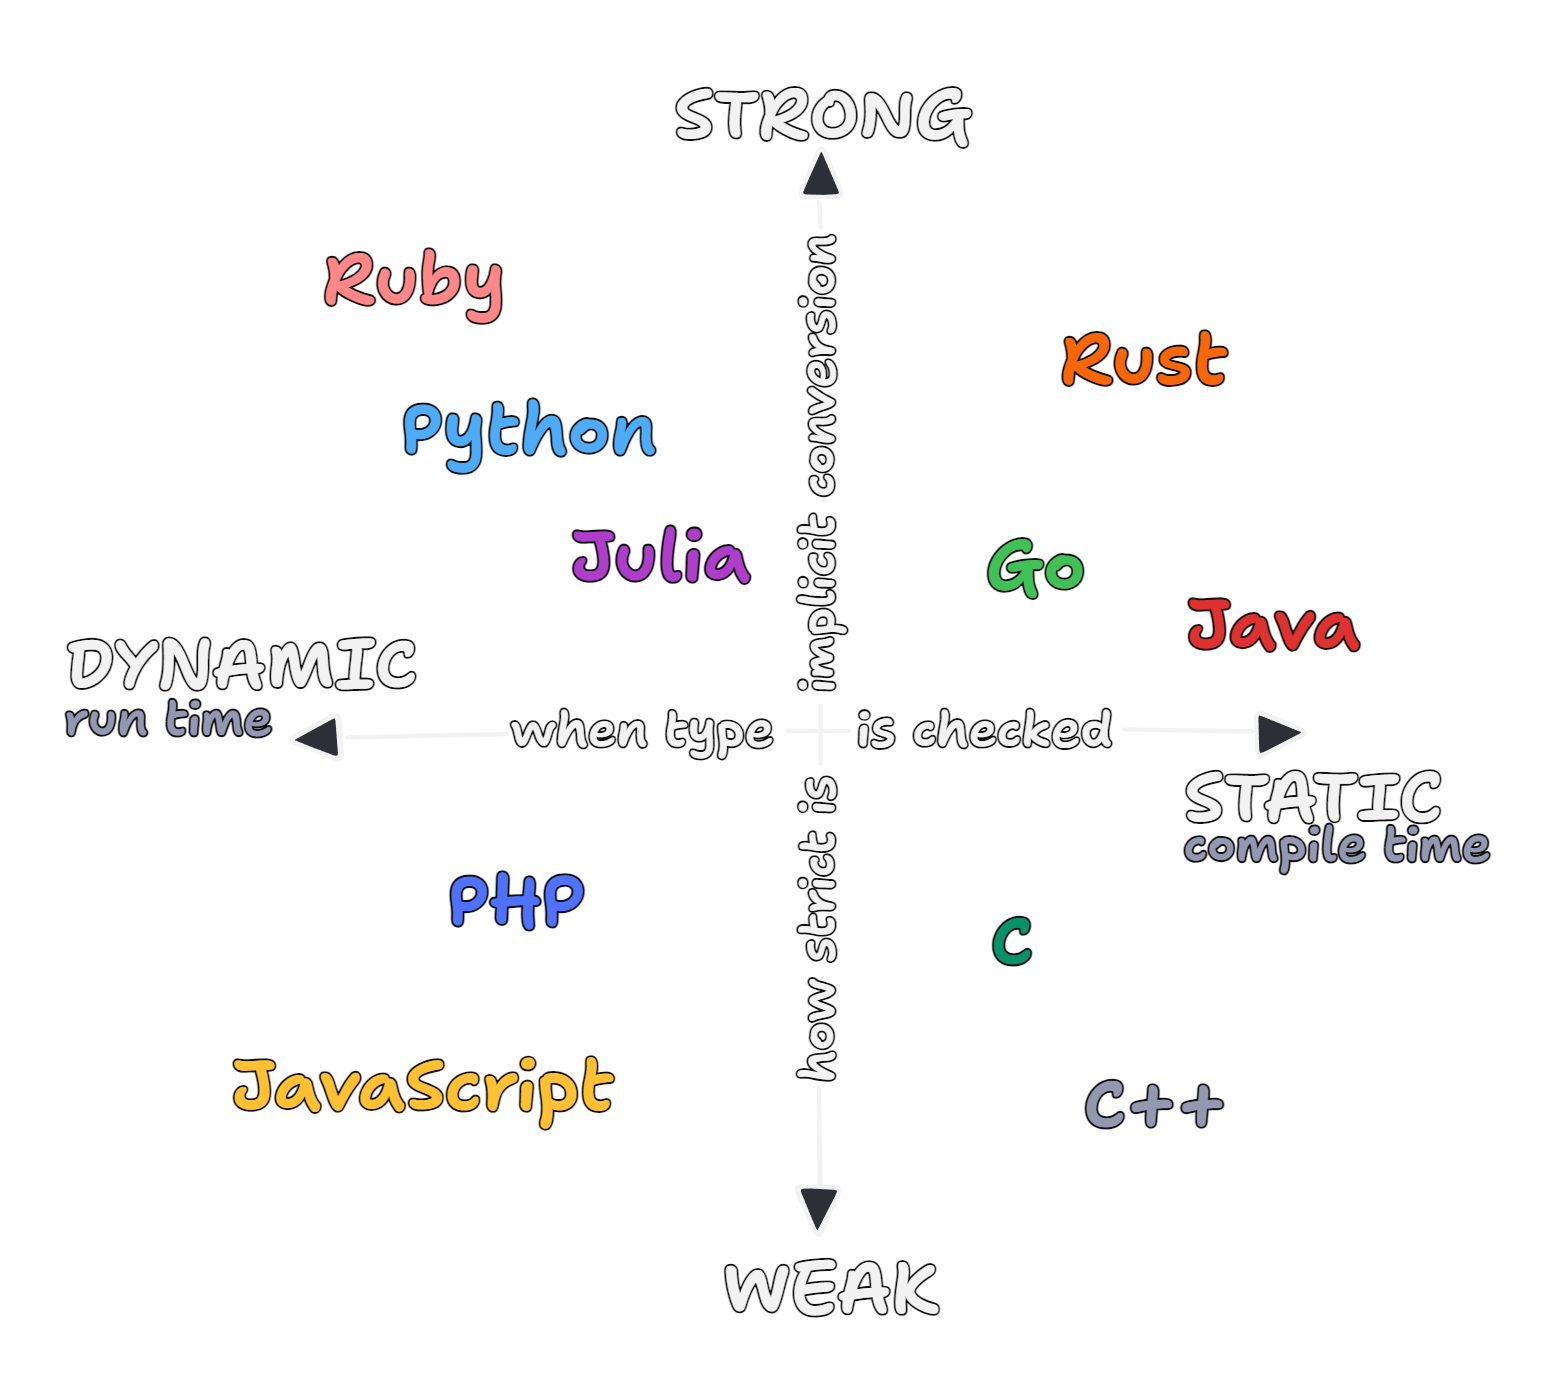 STRONG
Ruby
Rust
Python
Julia
Go
Java
implicit conversion
how strict is
DYNAMIC
run time
when type
is checked
STATIC
compile time
PHP
C
JavaScript
C++
WEAK